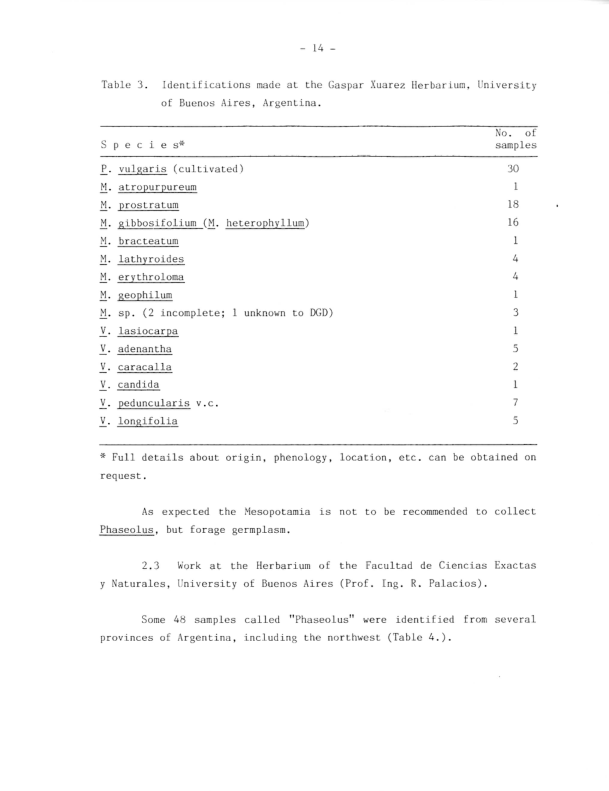 - 14 -
Table 3. Identifications made at the Gaspar Xuarez Herbarium, University
of Buenos Aires, Argentina.
No. of
S p e c i e s* samples
P. vulgaris (cultivated) 30
M. atropurpureum 1
M. prostratum 18
M. gibbosifolium (M. heterophyllum) 16
M. bracteatum 1
M. lathyroides 4
M. erythroloma 4
M. geophilum 1
M. sp. (2 incomplete; 1 unknown to DGD) 3
V. lasiocarpa 1
V. adenantha 5
V. caracalla 2
V. candida 1
V. peduncularis v.c. 7
V. longifolia 5
* Full details about origin, phenology, location, etc. can be obtained on
request.
As expected the Mesopotamia is not to be recommended to collect
Phaseolus, but forage germplasm.
2.3 Work at the Herbarium of the Facultad de Ciencias Exactas
y Naturales, University of Buenos Aires (Prof. Ing. R. Palacios).
Some 48 samples called "Phaseolus" were identified from several
provinces of Argentina, including the northwest (Table 4.).